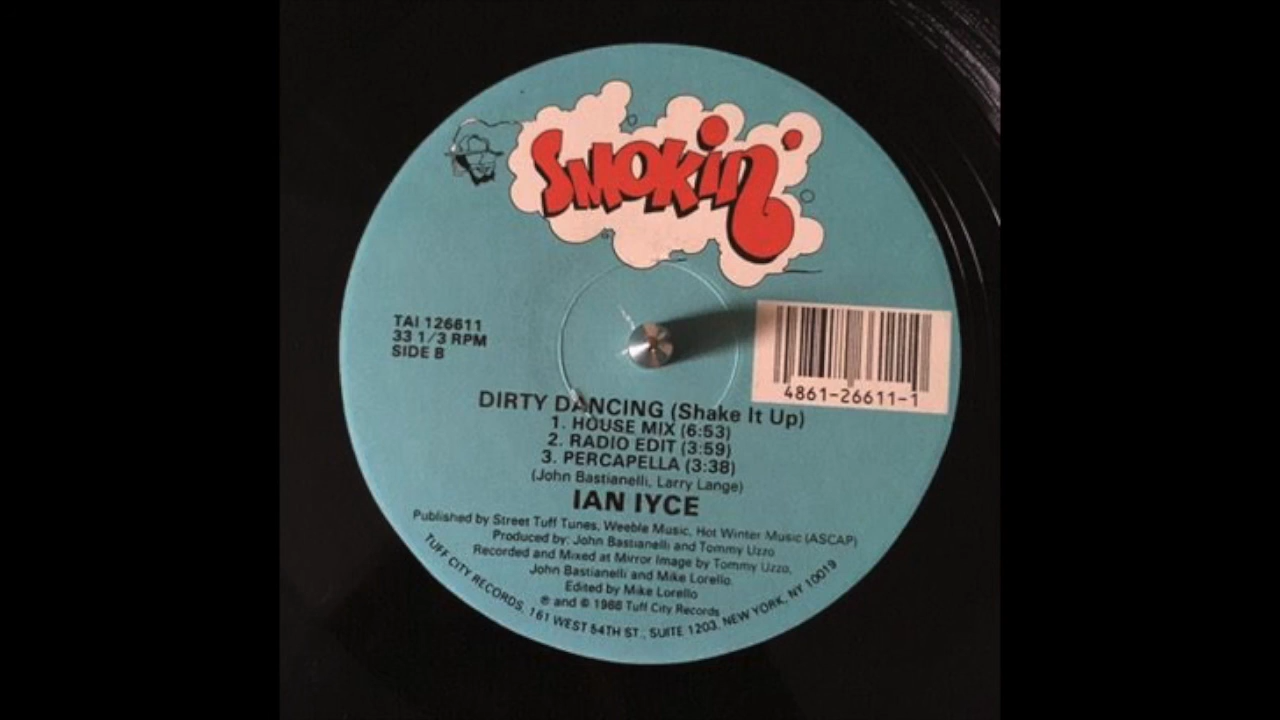 SMOKIN'
TAI 126611
33 1/3 RPM
SIDE B
4861-26611-1
DIRTY DANCING (Shake It Up)
1. HOUSE MIX (6:53)
2. RADIO EDIT (3:59)
3. PERCAPELLA (3:38)
(John Bastianelli, Larry Lange)
IAN IYCE
Published by Street Tuff Tunes, Weeble Music, Hot Winter Music (ASCAP)
Produced by: John Bastianelli and Tommy Uzzo
Recorded and Mixed at Mirror Image by Tommy Uzzo,
John Bastianelli and Mike Lorello.
Edited by Mike Lorello
℗ and © 1988 Tuff City Records
TUFF CITY RECORDS, 161 WEST 54TH ST., SUITE 1203, NEW YORK, NY 10019